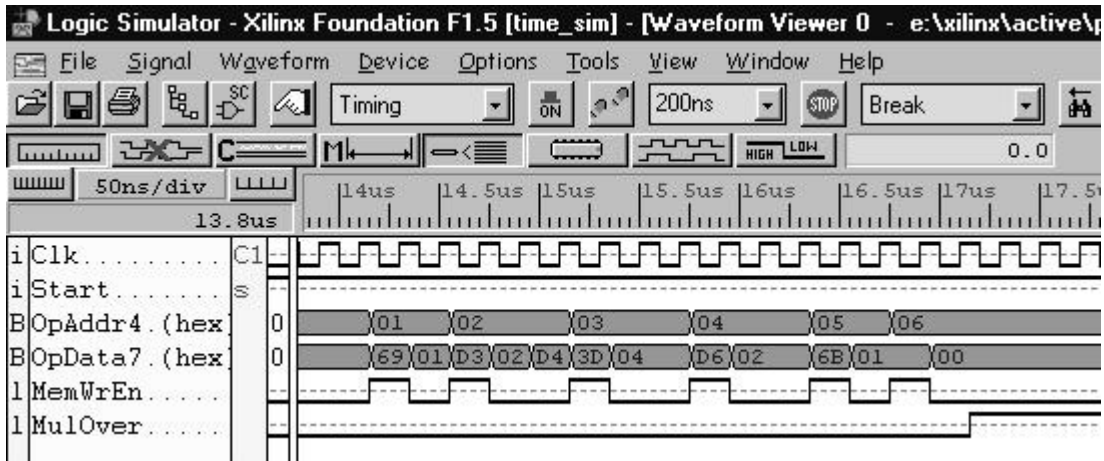 Logic Simulator - Xilinx Foundation F1.5 [time_sim] - [Waveform Viewer 0 - e:\xilinx\active\p
File Signal Waveform Device Options Tools View Window Help
SC Timing ON 200ns STOP Break
C M HIGH LOW 0.0
50ns/div 14us 14.5us 15us 15.5us 16us 16.5us 17us 17.5
13.8us
i Clk......... C1
i Start....... s
B OpAddr4.(hex) 0 01 02 03 04 05 06
B OpData7.(hex) 0 69 01 D3 02 D4 3D 04 D6 02 6B 01 00
l MemWrEn.....
l MulOver.....